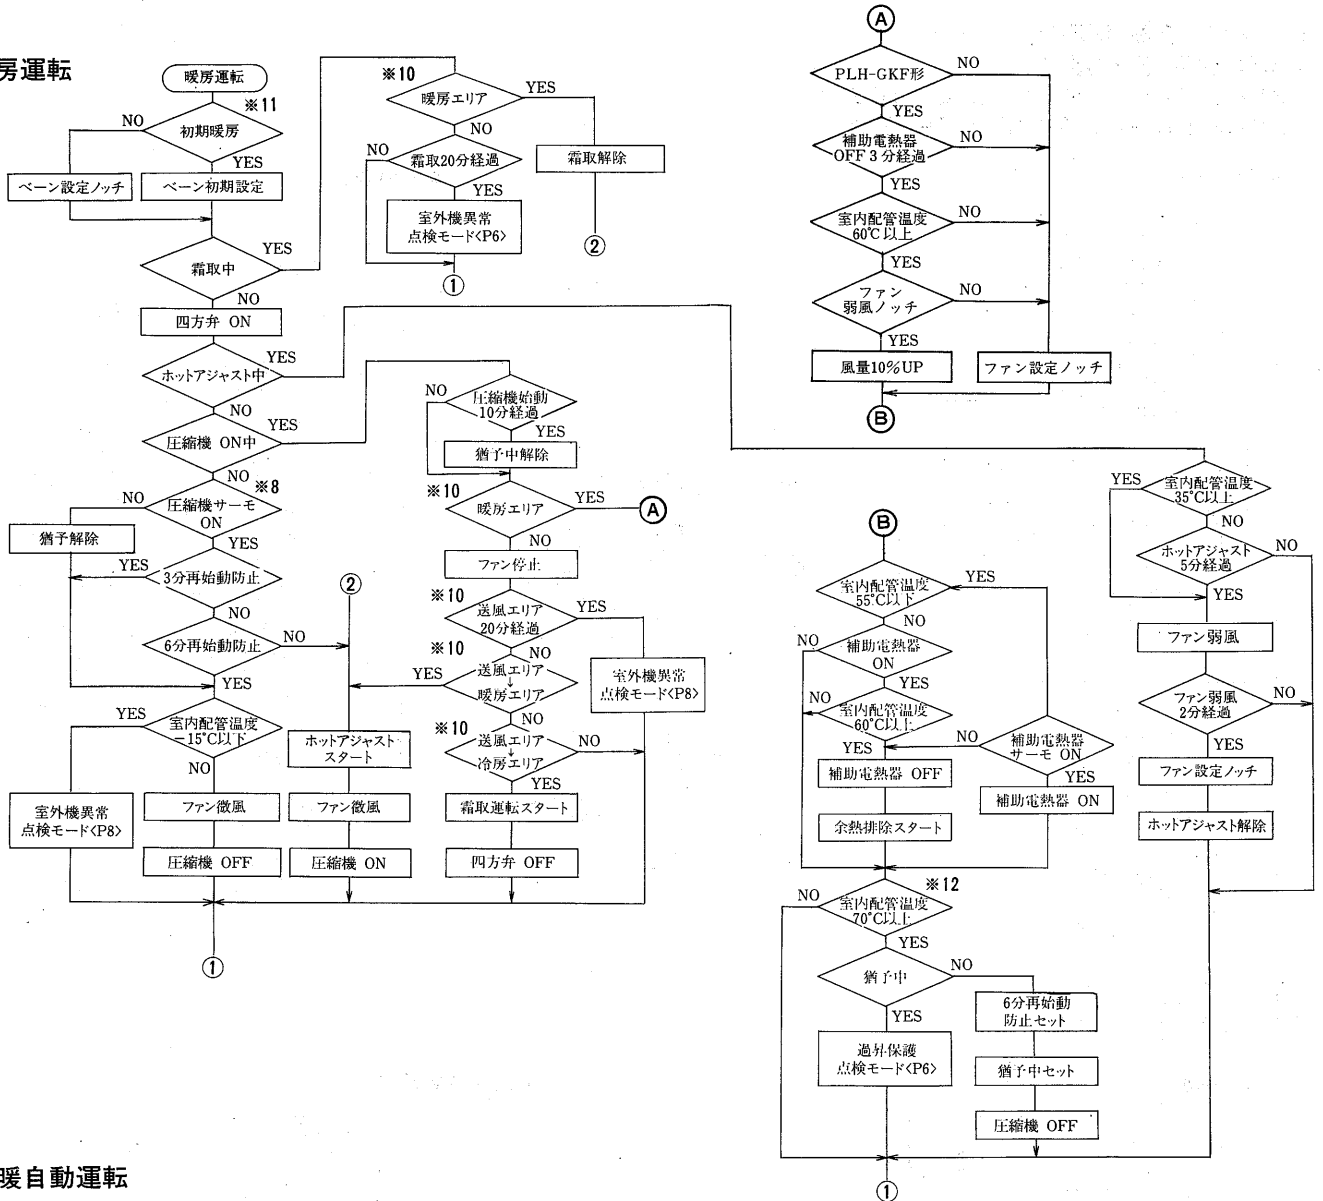 房運転
暖房運転
※11
初期暖房
NO
YES
ベーン設定ノッチ
ベーン初期設定
霜取中
YES
NO
四方弁 ON
ホットアジャスト中
YES
NO
圧縮機 ON中
YES
NO
※8
圧縮機サーモ
ON
NO
YES
猶予解除
3分再始動防止
YES
NO
6分再始動防止
NO
YES
室内配管温度
−15℃以下
YES
NO
室外機異常
点検モード<P8>
ファン微風
圧縮機 OFF
①
※10
暖房エリア
YES
NO
霜取20分経過
NO
YES
霜取解除
室外機異常
点検モード<P6>
①
②
圧縮機始動
10分経過
NO
YES
猶予中解除
※10
暖房エリア
YES
A
NO
ファン停止
※10
送風エリア
20分経過
YES
NO
※10
送風エリア
↓
暖房エリア
YES
NO
室外機異常
点検モード<P8>
※10
送風エリア
↓
冷房エリア
NO
YES
霜取運転スタート
四方弁 OFF
②
ホットアジャスト
スタート
ファン微風
圧縮機 ON
A
PLH-GKF形
NO
YES
補助電熱器
OFF 3分経過
NO
YES
室内配管温度
60℃以上
NO
YES
ファン
弱風ノッチ
NO
YES
風量10%UP
ファン設定ノッチ
B
B
室内配管温度
55℃以下
YES
NO
補助電熱器
ON
NO
YES
室内配管温度
60℃以上
NO
YES
補助電熱器
サーモ ON
NO
YES
補助電熱器 OFF
補助電熱器 ON
余熱排除スタート
※12
室内配管温度
70℃以上
NO
YES
猶予中
NO
YES
過昇保護
点検モード<P6>
6分再始動
防止セット
猶予中セット
圧縮機 OFF
①
室内配管温度
35℃以上
YES
NO
ホットアジャスト
5分経過
NO
YES
ファン弱風
ファン弱風
2分経過
NO
YES
ファン設定ノッチ
ホットアジャスト解除
暖自動運転